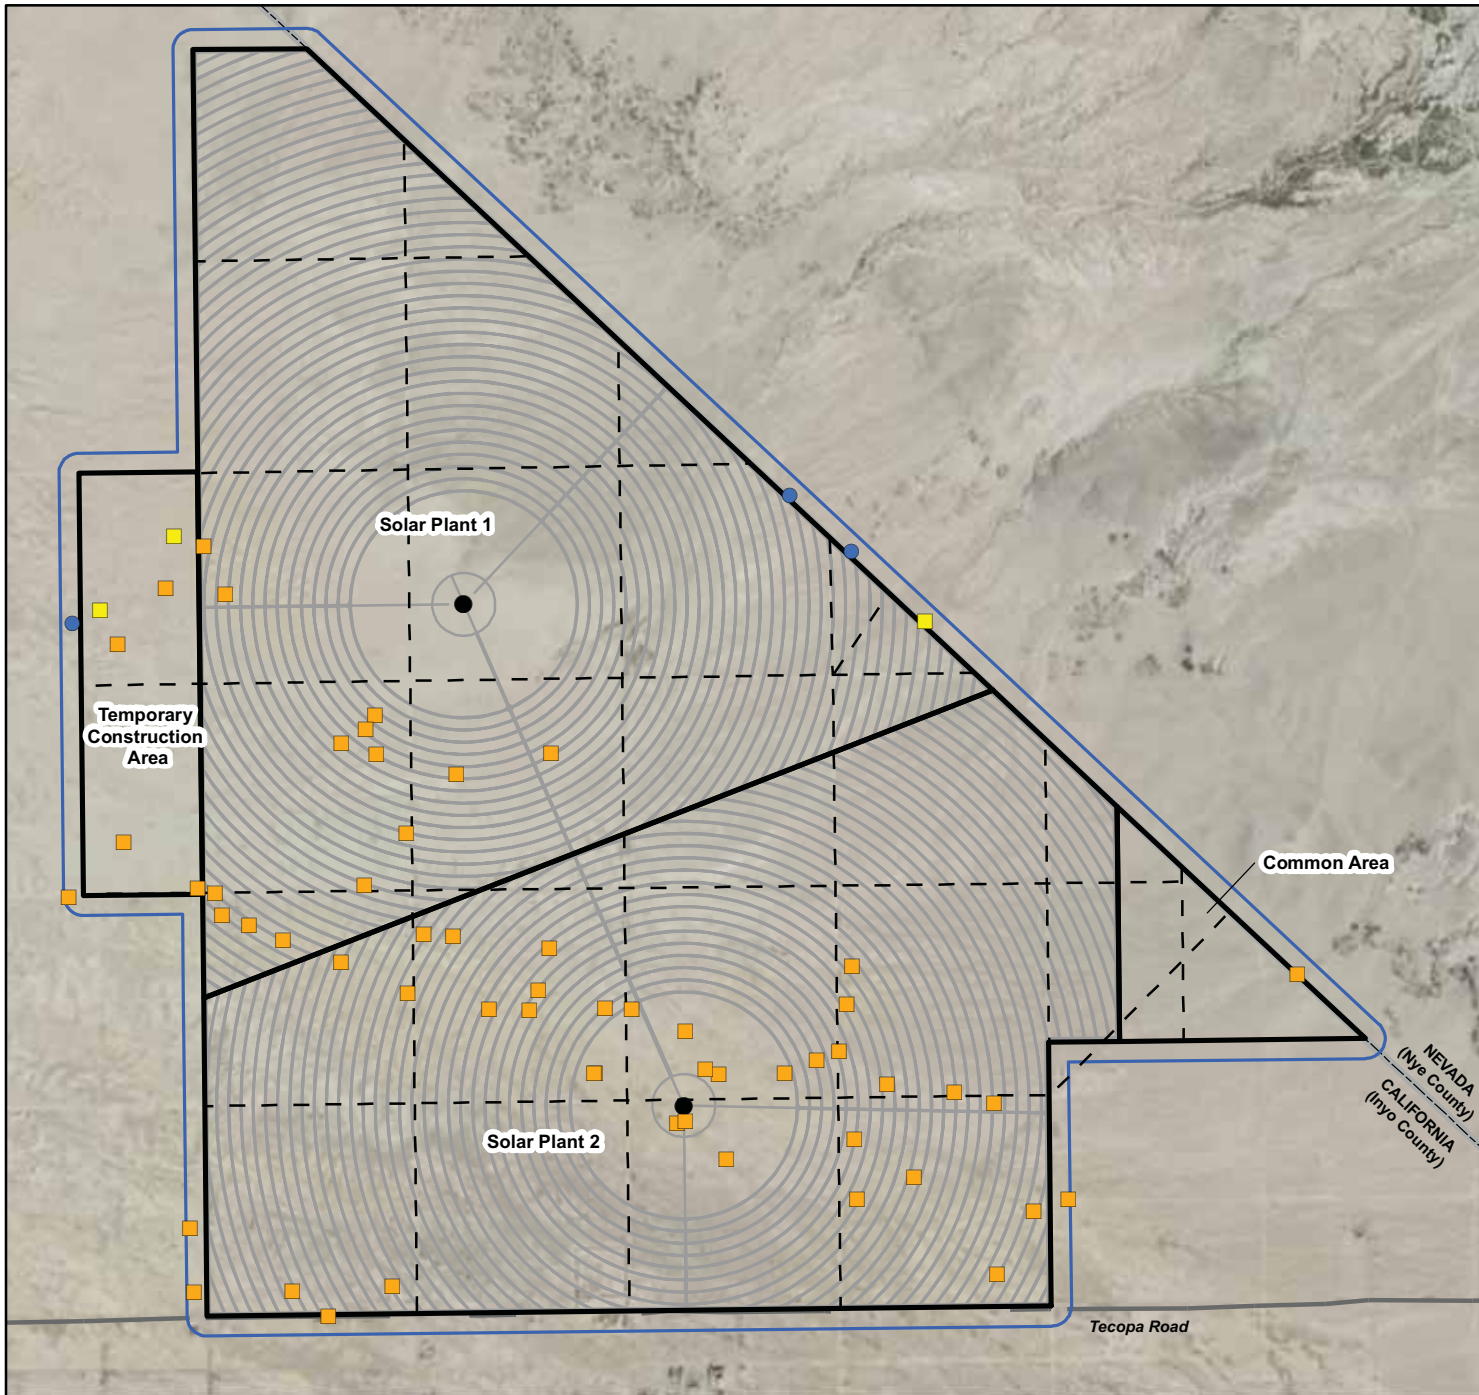 Solar Plant 1
Temporary
Construction
Area
Common Area
NEVADA
(Nye County)
CALIFORNIA
(Inyo County)
Solar Plant 2
Tecopa Road